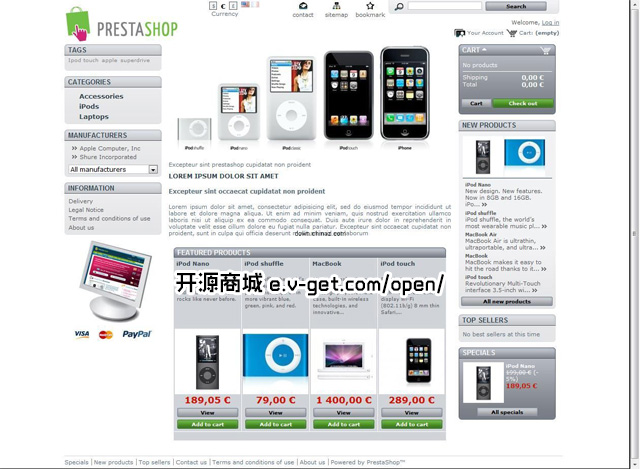 PRESTASHOP
$ € £
Currency
contact
sitemap
bookmark
Search
Welcome, Log in
Your Account
Cart: (empty)
TAGS
Ipod touch apple superdrive
CATEGORIES
Accessories
iPods
Laptops
MANUFACTURERS
Apple Computer, Inc
Shure Incorporated
All manufacturers
INFORMATION
Delivery
Legal Notice
Terms and conditions of use
About us
VISA
MasterCard
PayPal
iPod shuffle
iPod nano
iPod classic
iPod touch
iPhone
Excepteur sint prestashop cupidatat non proident
LOREM IPSUM DOLOR SIT AMET
Excepteur sint occaecat cupidatat non proident
Lorem ipsum dolor sit amet, consectetur adipisicing elit, sed do eiusmod tempor incididunt ut
labore et dolore magna aliqua. Ut enim ad minim veniam, quis nostrud exercitation ullamco
laboris nisi ut aliquip ex ea commodo consequat. Duis aute irure dolor in reprehenderit in
voluptate velit esse cillum dolore eu fugiat nulla pariatur. Excepteur sint occaecat cupidatat non
proident, sunt in culpa qui officia deserunt laborum
down.chinaz.com
FEATURED PRODUCTS
iPod Nano
iPod shuffle
MacBook
iPod touch
开源商城 e.v-get.com/open/
rocks like never before.
more vibrant blue, green, pink, and red.
case, built-in wireless technologies, and innovative...
display Wi-Fi (802.11b/g) 8 mm thin Safari...
189,05 €
79,00 €
1 400,00 €
289,00 €
View
View
View
View
Add to cart
Add to cart
Add to cart
Add to cart
CART
No products
Shipping 0,00 €
Total 0,00 €
Cart
Check out
NEW PRODUCTS
iPod Nano
New design. New features.
Now in 8GB and 16GB.
iPo...
iPod shuffle
iPod shuffle, the world's
most wearable music pl...
MacBook Air
MacBook Air is ultrathin,
ultraportable, and ultra...
MacBook
MacBook makes it easy to
hit the road thanks to it...
iPod touch
Revolutionary Multi-Touch
interface 3.5-inch wi...
All new products
TOP SELLERS
No best sellers at this time
SPECIALS
iPod Nano
199,00 € (-
5%)
189,05 €
All specials
Specials | New products | Top sellers | Contact us | Terms and conditions of use | About us | Powered by PrestaShop™